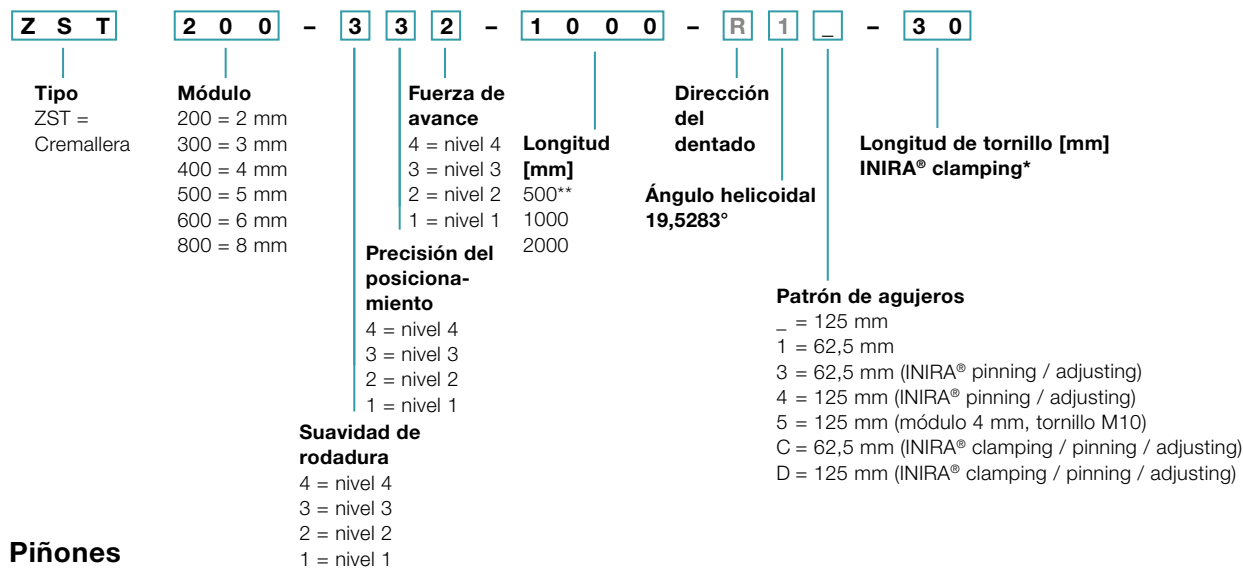 Z S T 2 0 0 – 3 3 2 – 1 0 0 0 – R 1 _ – 3 0
Tipo
ZST =
Cremallera
Módulo
200 = 2 mm
300 = 3 mm
400 = 4 mm
500 = 5 mm
600 = 6 mm
800 = 8 mm
Suavidad de
rodadura
4 = nivel 4
3 = nivel 3
2 = nivel 2
1 = nivel 1
Precisión del
posiciona-
miento
4 = nivel 4
3 = nivel 3
2 = nivel 2
1 = nivel 1
Fuerza de
avance
4 = nivel 4
3 = nivel 3
2 = nivel 2
1 = nivel 1
Longitud
[mm]
500**
1000
2000
Dirección
del
dentado
Ángulo helicoidal
19,5283°
Patrón de agujeros
_ = 125 mm
1 = 62,5 mm
3 = 62,5 mm (INIRA® pinning / adjusting)
4 = 125 mm (INIRA® pinning / adjusting)
5 = 125 mm (módulo 4 mm, tornillo M10)
C = 62,5 mm (INIRA® clamping / pinning / adjusting)
D = 125 mm (INIRA® clamping / pinning / adjusting)
Longitud de tornillo [mm]
INIRA® clamping*
Piñones